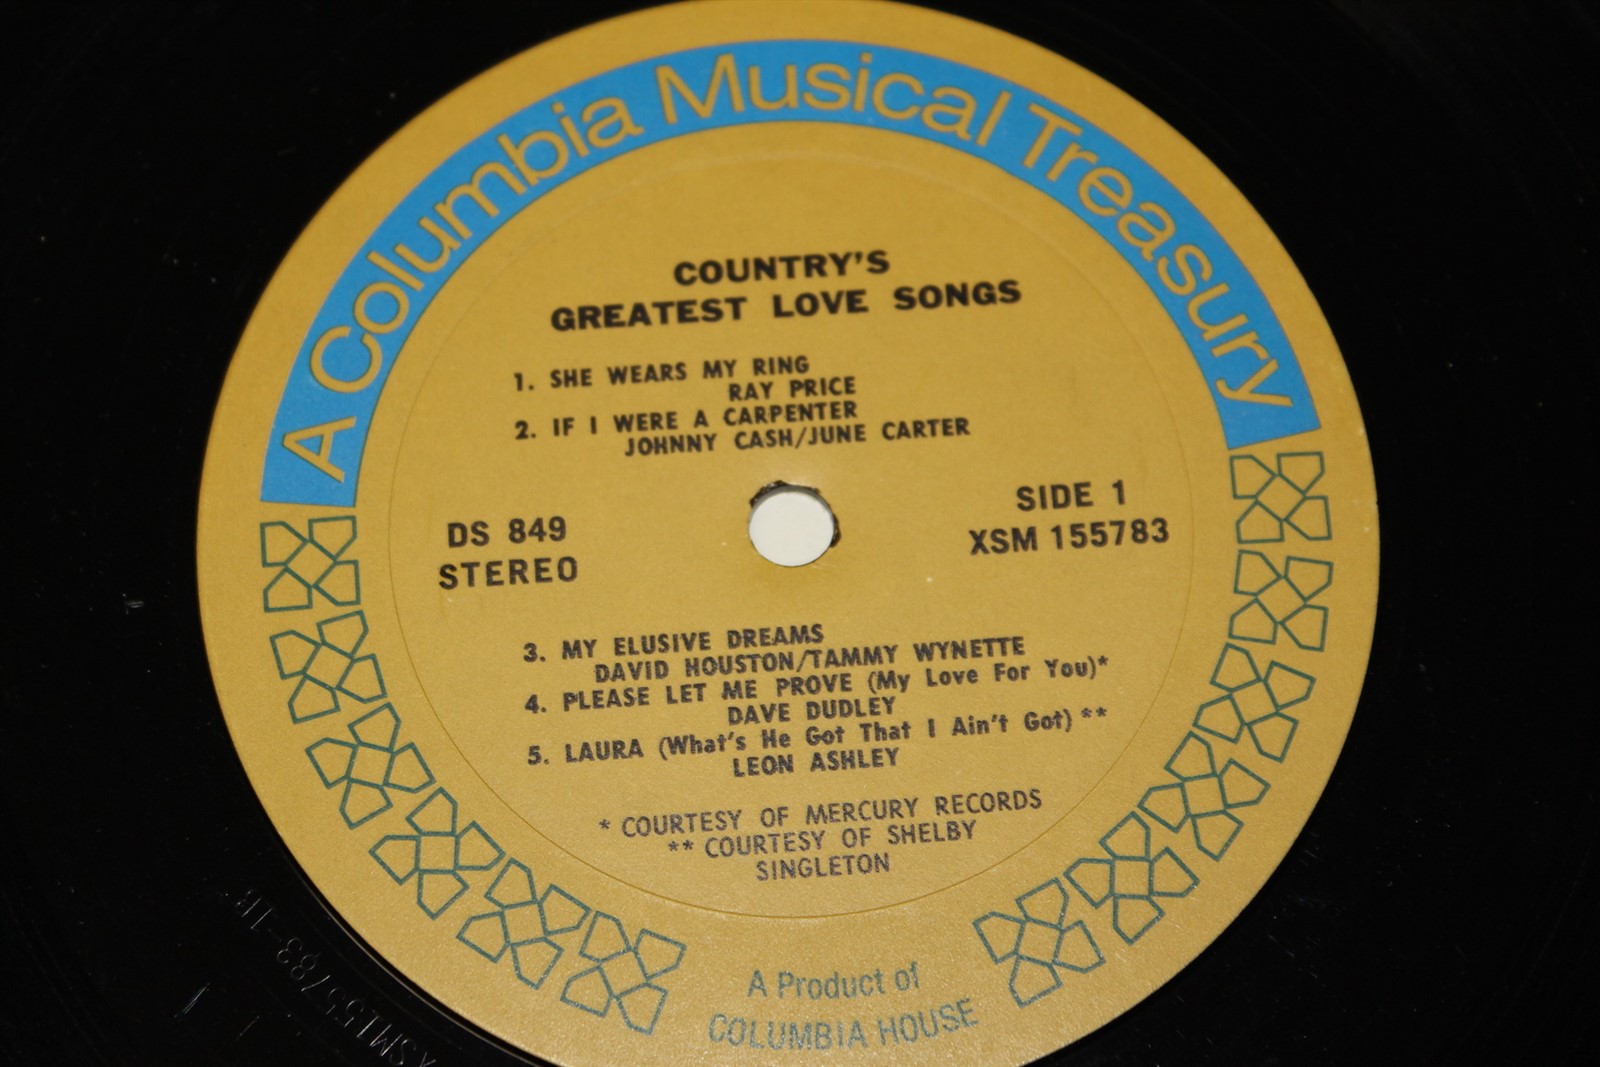 A Columbia Musical Treasury
COUNTRY'S
GREATEST LOVE SONGS
1. SHE WEARS MY RING
RAY PRICE
2. IF I WERE A CARPENTER
JOHNNY CASH/JUNE CARTER
DS 849
STEREO
SIDE 1
XSM 155783
3. MY ELUSIVE DREAMS
DAVID HOUSTON/TAMMY WYNETTE
4. PLEASE LET ME PROVE (My Love For You)*
DAVE DUDLEY
5. LAURA (What's He Got That I Ain't Got) **
LEON ASHLEY
* COURTESY OF MERCURY RECORDS
** COURTESY OF SHELBY
SINGLETON
A Product of
COLUMBIA HOUSE
XSM155783-1B